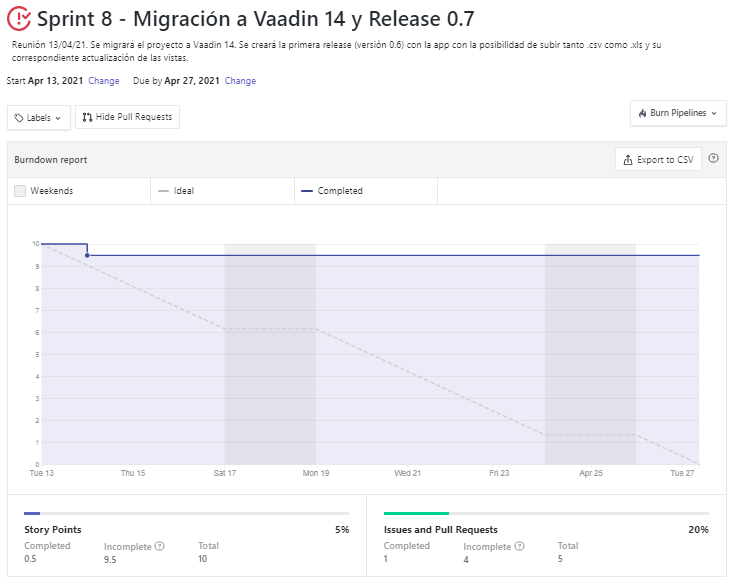 Sprint 8 - Migración a Vaadin 14 y Release 0.7
Reunión 13/04/21. Se migrará el proyecto a Vaadin 14. Se creará la primera release (versión 0.6) con la app con la posibilidad de subir tanto .csv como .xls y su
correspondiente actualización de las vistas.
Start Apr 13, 2021 Change Due by Apr 27, 2021 Change
Labels Hide Pull Requests Burn Pipelines
Burndown report Export to CSV
Weekends Ideal Completed
10
9
8
7
6
5
4
3
2
1
0
Tue 13 Thu 15 Sat 17 Mon 19 Wed 21 Fri 23 Apr 25 Tue 27
Story Points 5%
Completed Incomplete Total
0.5 9.5 10
Issues and Pull Requests 20%
Completed Incomplete Total
1 4 5